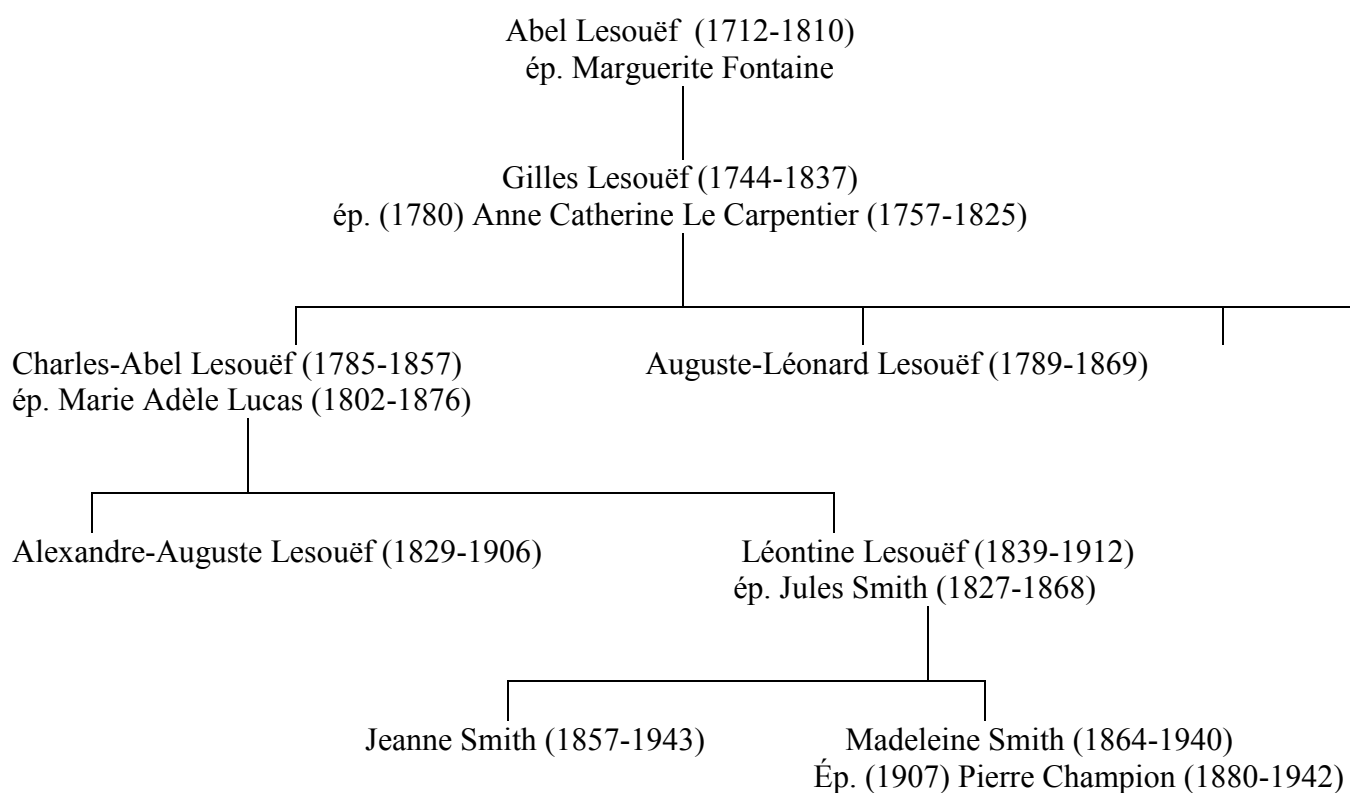 Abel Lesouëf (1712-1810)
ép. Marguerite Fontaine
Gilles Lesouëf (1744-1837)
ép. (1780) Anne Catherine Le Carpentier (1757-1825)
Charles-Abel Lesouëf (1785-1857)
ép. Marie Adèle Lucas (1802-1876)
Auguste-Léonard Lesouëf (1789-1869)
Alexandre-Auguste Lesouëf (1829-1906)
Léontine Lesouëf (1839-1912)
ép. Jules Smith (1827-1868)
Jeanne Smith (1857-1943)
Madeleine Smith (1864-1940)
Ép. (1907) Pierre Champion (1880-1942)